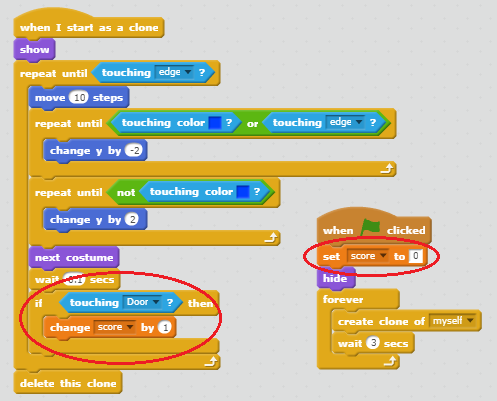 when I start as a clone
show
repeat until touching edge ?
move 10 steps
repeat until touching color ? or touching edge ?
change y by -2
repeat until not touching color ?
change y by 2
next costume
wait 0.1 secs
if touching Door ? then
change score by 1
delete this clone
when clicked
set score to 0
hide
forever
create clone of myself
wait 3 secs